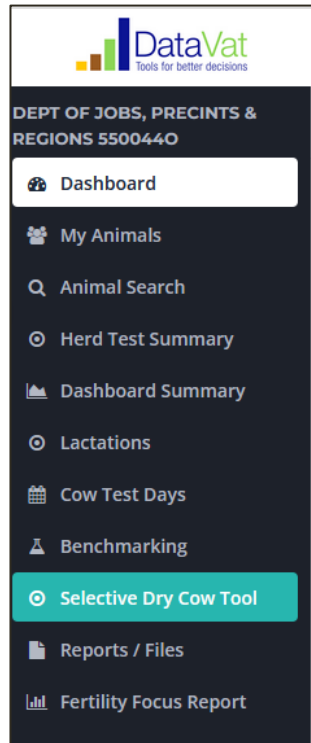 DataVat
Tools for better decisions
DEPT OF JOBS, PRECINTS &
REGIONS 550044O
Dashboard
My Animals
Animal Search
Herd Test Summary
Dashboard Summary
Lactations
Cow Test Days
Benchmarking
Selective Dry Cow Tool
Reports / Files
Fertility Focus Report